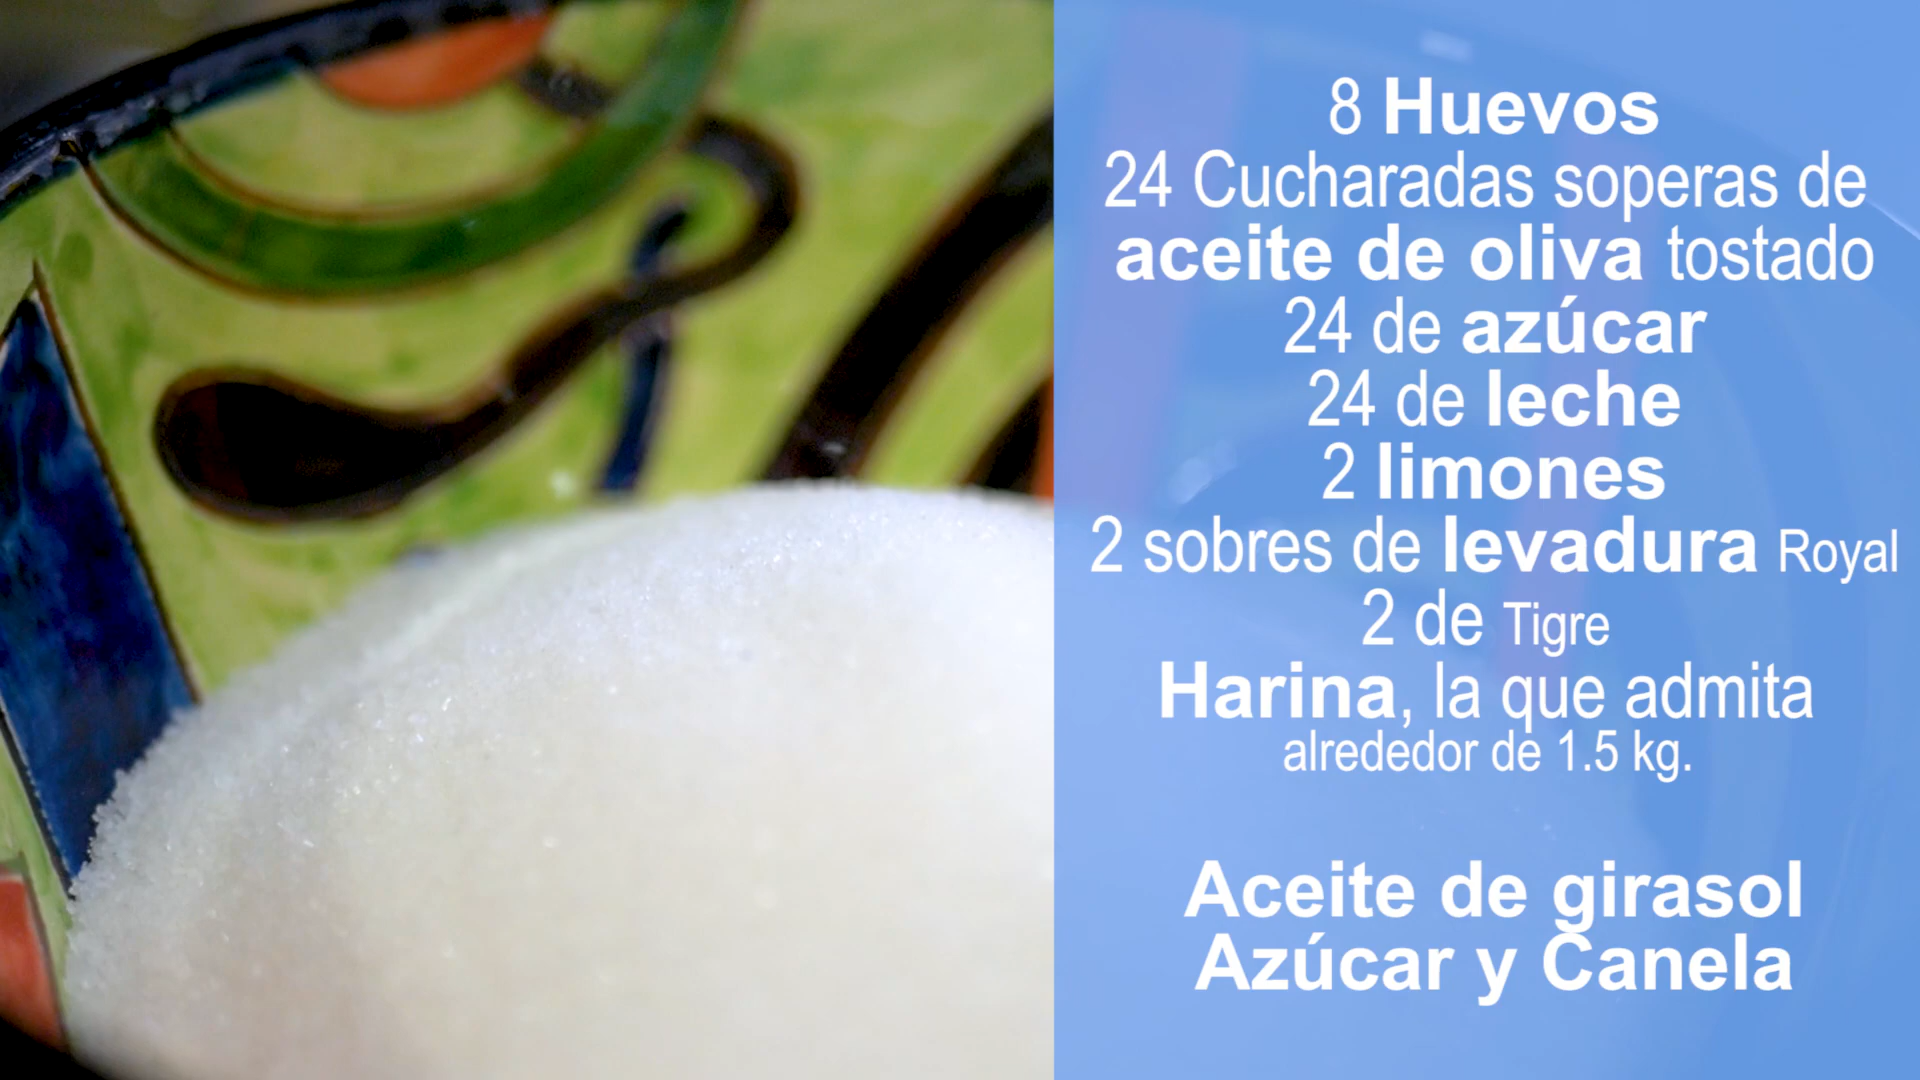 8 Huevos
24 Cucharadas soperas de
aceite de oliva tostado
24 de azúcar
24 de leche
2 limones
2 sobres de levadura Royal
2 de Tigre
Harina, la que admita
alrededor de 1.5 kg.
Aceite de girasol
Azúcar y Canela